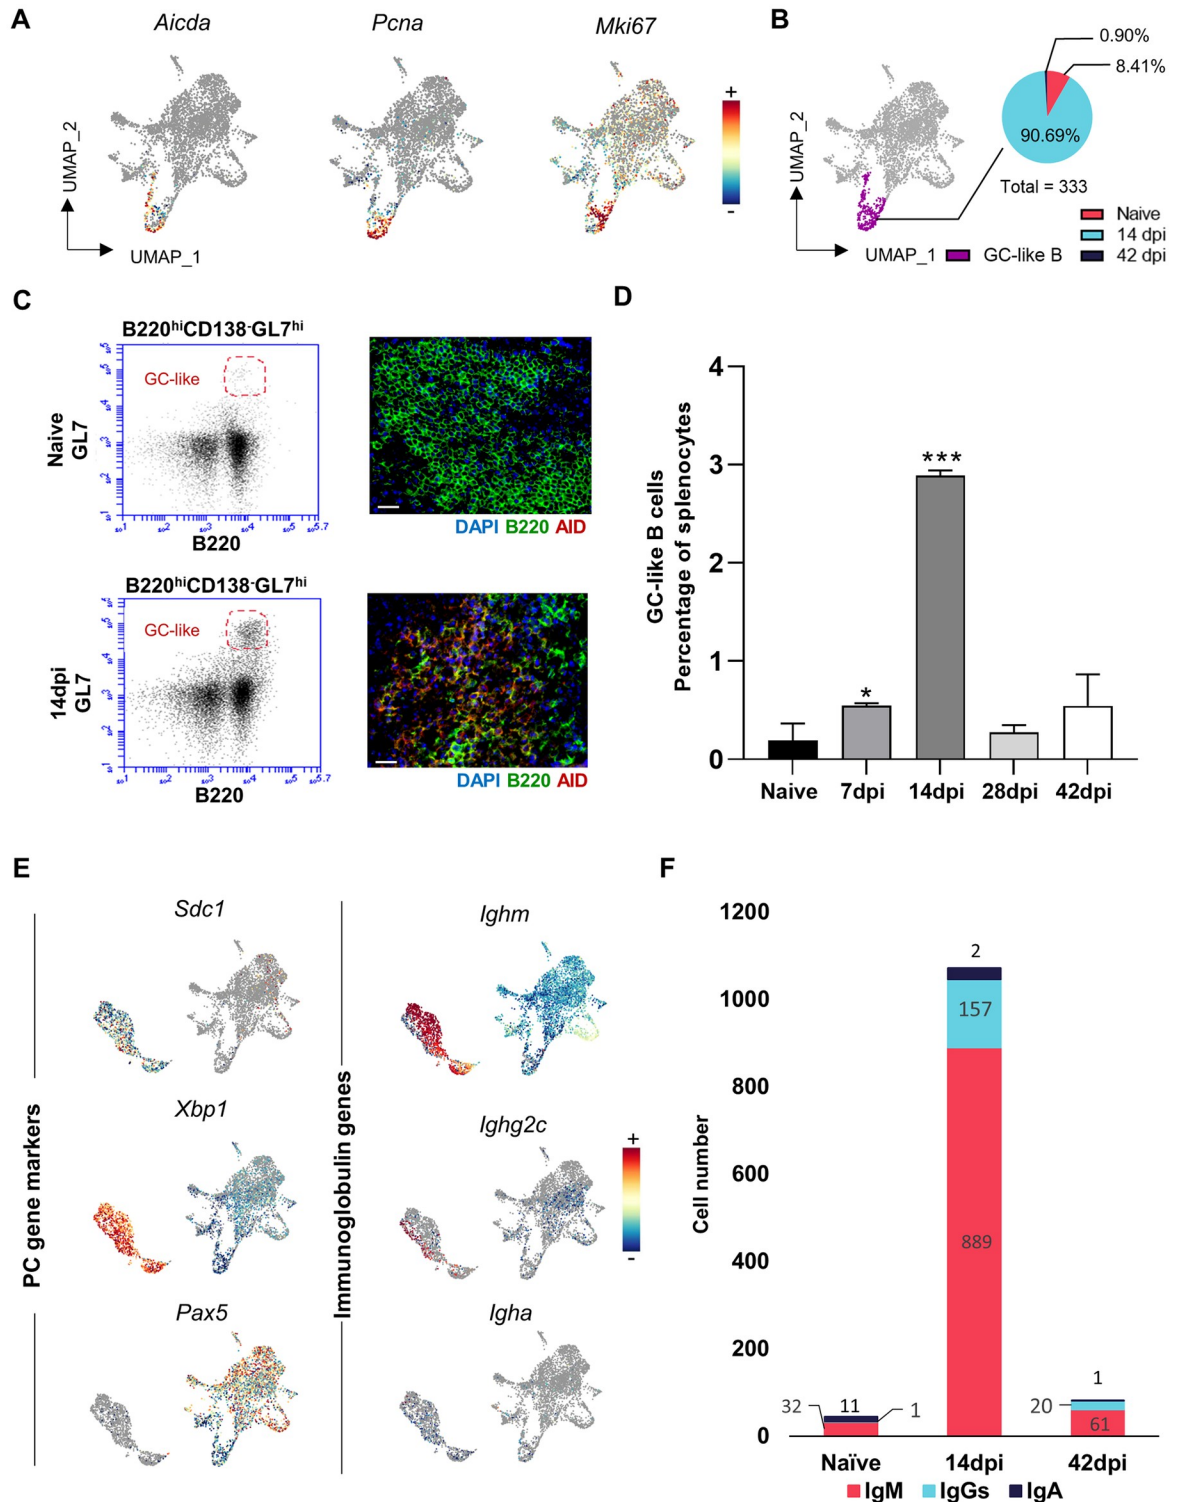 A
Aicda
Pcna
Mki67
UMAP_2
UMAP_1
+
-
B
0.90%
8.41%
90.69%
Total = 333
UMAP_2
UMAP_1
GC-like B
Naive
14 dpi
42 dpi
C
B220hiCD138-GL7hi
GC-like
Naive
GL7
B220
DAPI B220 AID
B220hiCD138-GL7hi
GC-like
14dpi
GL7
B220
DAPI B220 AID
D
GC-like B cells
Percentage of splenocytes
4
3
2
1
0
*
***
Naive 7dpi 14dpi 28dpi 42dpi
E
PC gene markers
Sdc1
Xbp1
Pax5
Immunoglobulin genes
Ighm
Ighg2c
Igha
+
-
F
Cell number
1200
1000
800
600
400
200
0
32
11
1
2
157
889
1
20
61
Naïve 14dpi 42dpi
IgM IgGs IgA